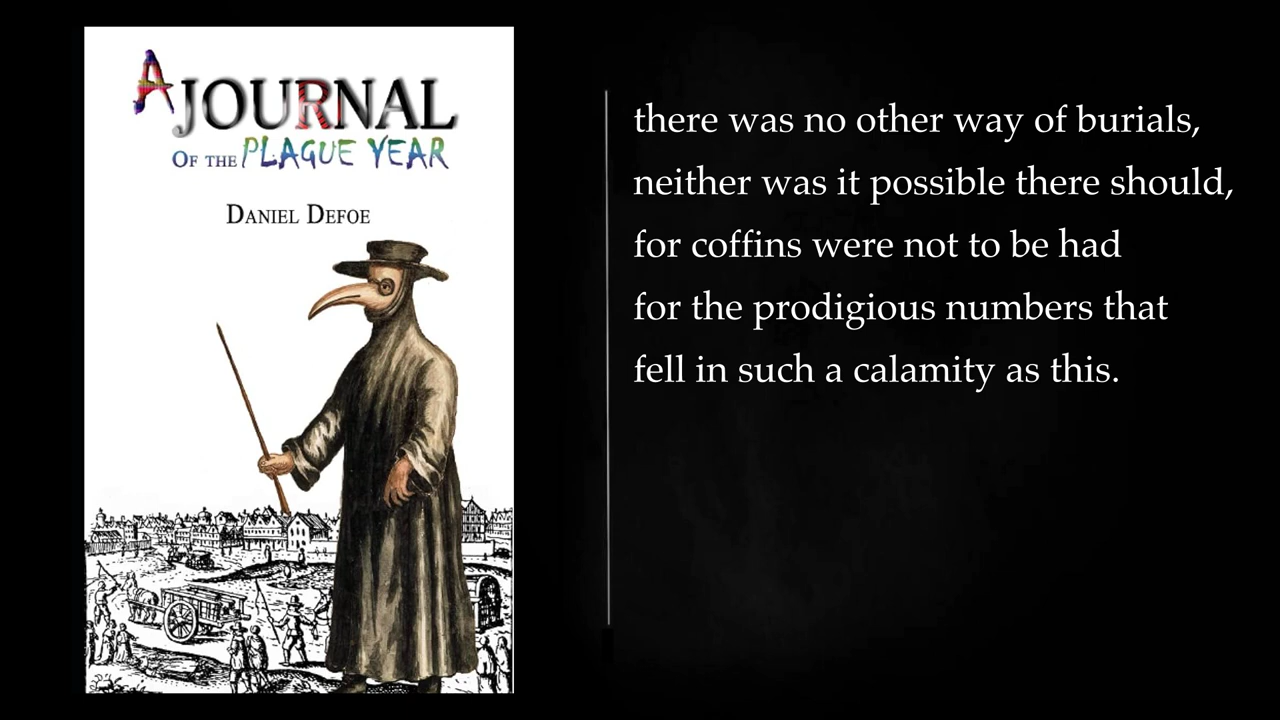 A JOURNAL
OF THE PLAGUE YEAR
DANIEL DEFOE
there was no other way of burials,
neither was it possible there should,
for coffins were not to be had
for the prodigious numbers that
fell in such a calamity as this.